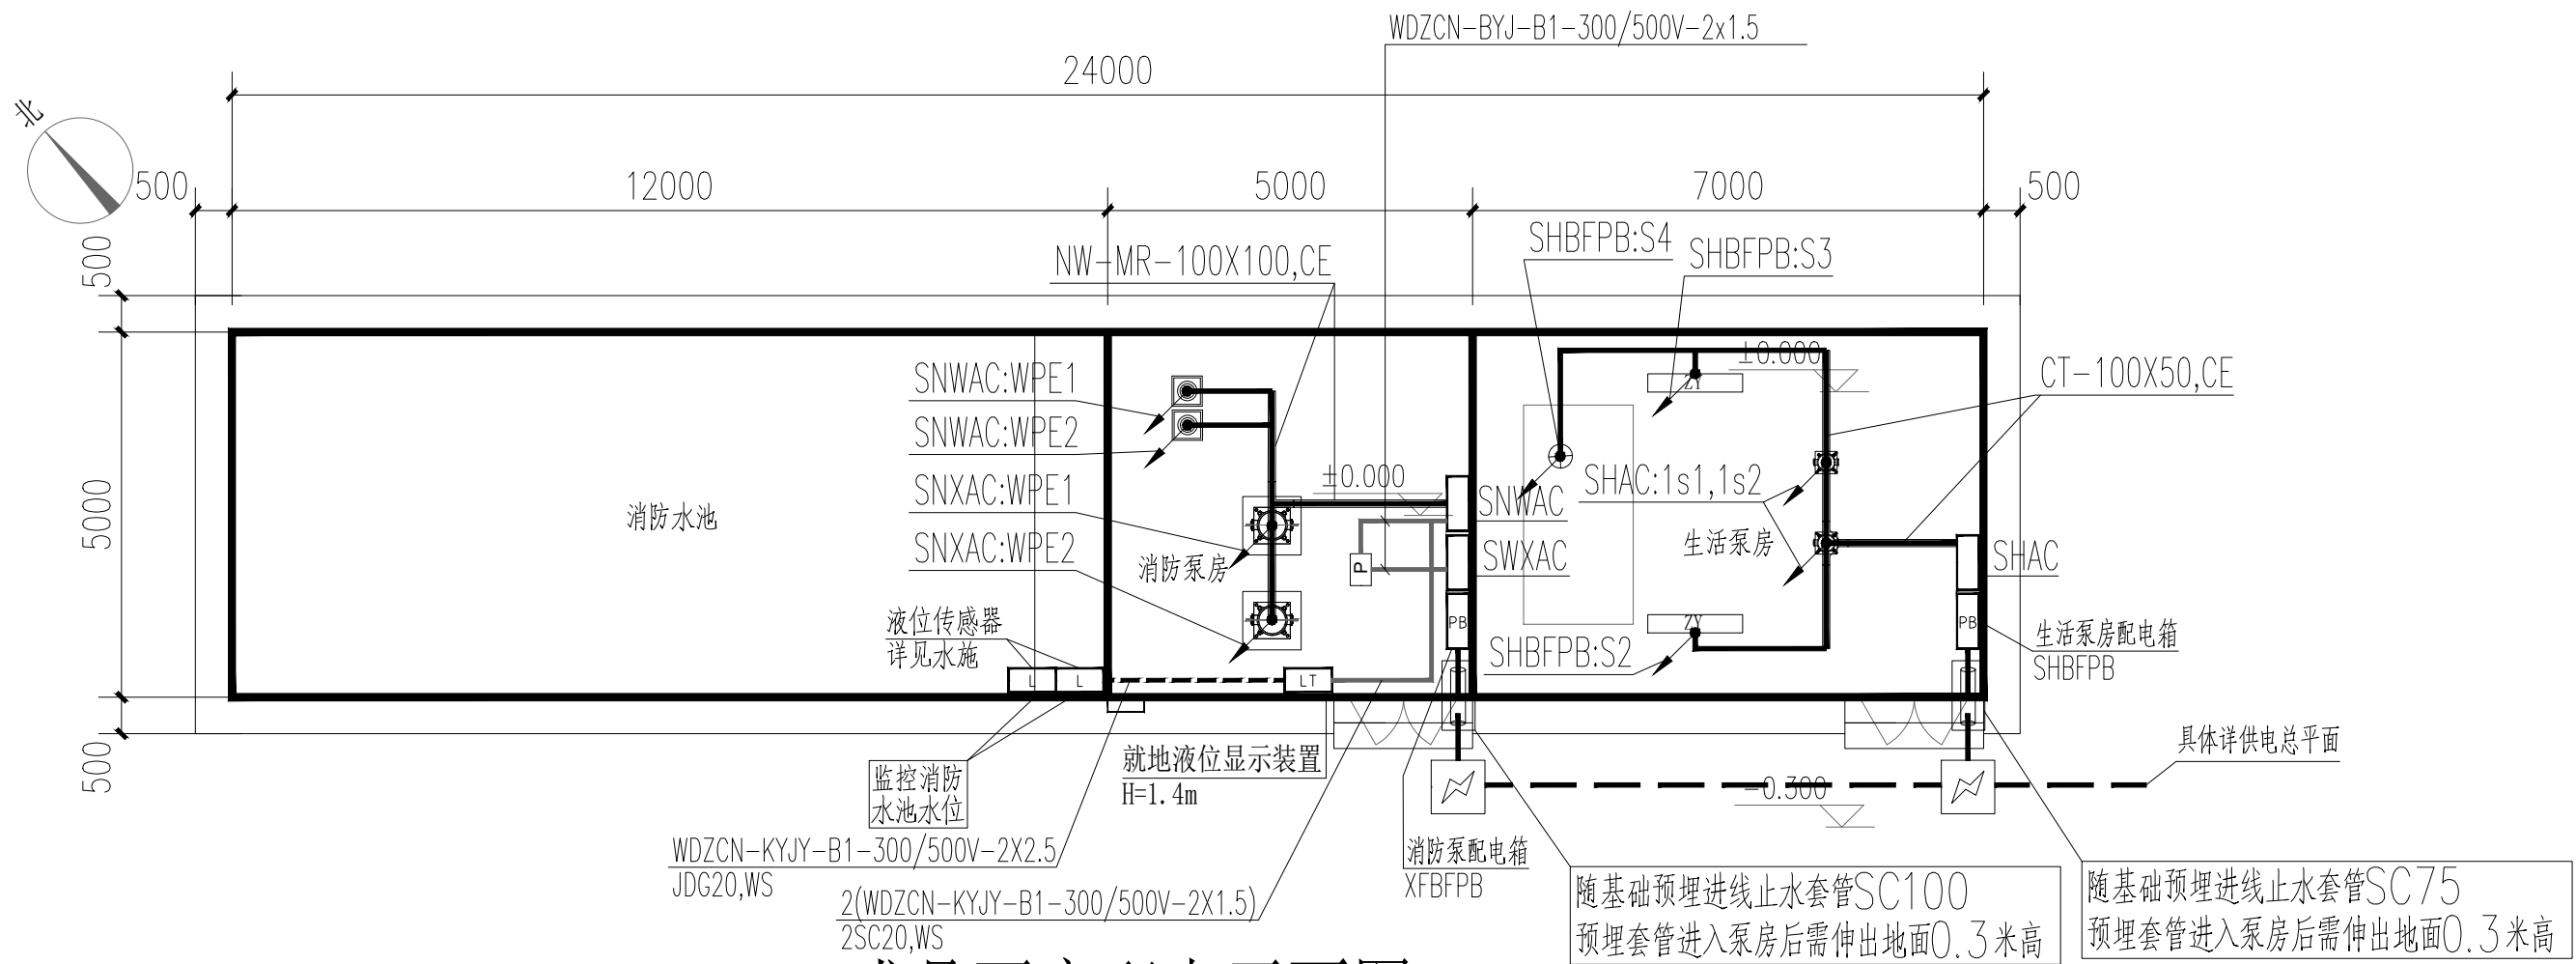 WDZCN-BYJ-B1-300/500V-2x1.5
24000
北
500
12000
5000
7000
500
500
5000
500
NW-MR-100X100,CE
SHBFPB:S4
SHBFPB:S3
±0.000
ZY
CT-100X50,CE
SNWAC:WPE1
SNWAC:WPE2
SNXAC:WPE1
SNXAC:WPE2
±0.000
SNWAC
SHAC:1s1,1s2
消防水池
消防泵房
P
SWXAC
生活泵房
SHAC
液位传感器
详见水施
PB
PB
ZY
SHBFPB:S2
生活泵房配电箱
SHBFPB
L
L
LT
监控消防
水池水位
就地液位显示装置
H=1.4m
具体详供电总平面
-0.300
WDZCN-KYJY-B1-300/500V-2X2.5
JDG20,WS
2(WDZCN-KYJY-B1-300/500V-2X1.5)
2SC20,WS
消防泵配电箱
XFBFPB
随基础预埋进线止水套管SC100
预埋套管进入泵房后需伸出地面0.3米高
随基础预埋进线止水套管SC75
预埋套管进入泵房后需伸出地面0.3米高